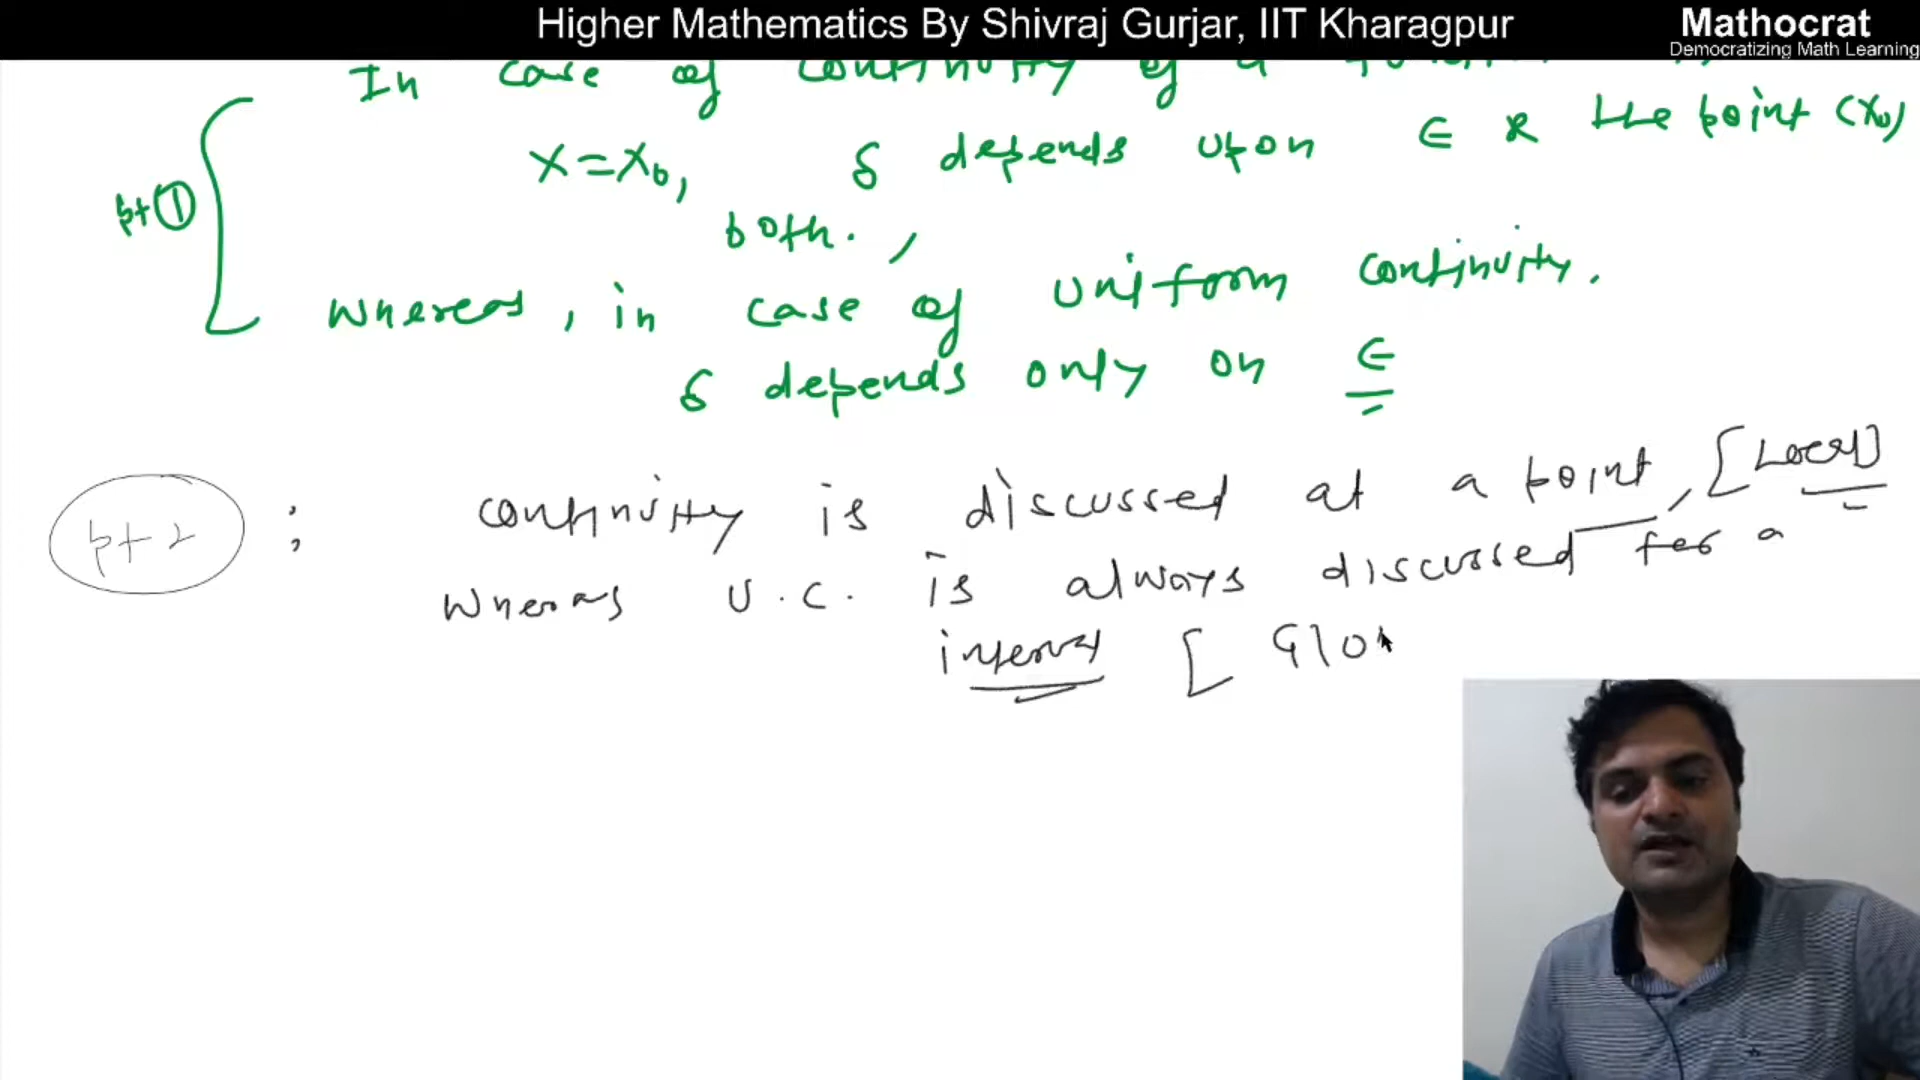 Higher Mathematics By Shivraj Gurjar, IIT Kharagpur
Mathocrat
Democratizing Math Learning
In case of continuity of a
x = x₀, δ depends upon ∈ & the point (x₀)
pt ①
both. ,
whereas, in case of uniform continuity.
δ depends only on ∈
pt 2 : continuity is discussed at a point, [Local]
whereas U.C. is always discussed for a
interval [ Glo